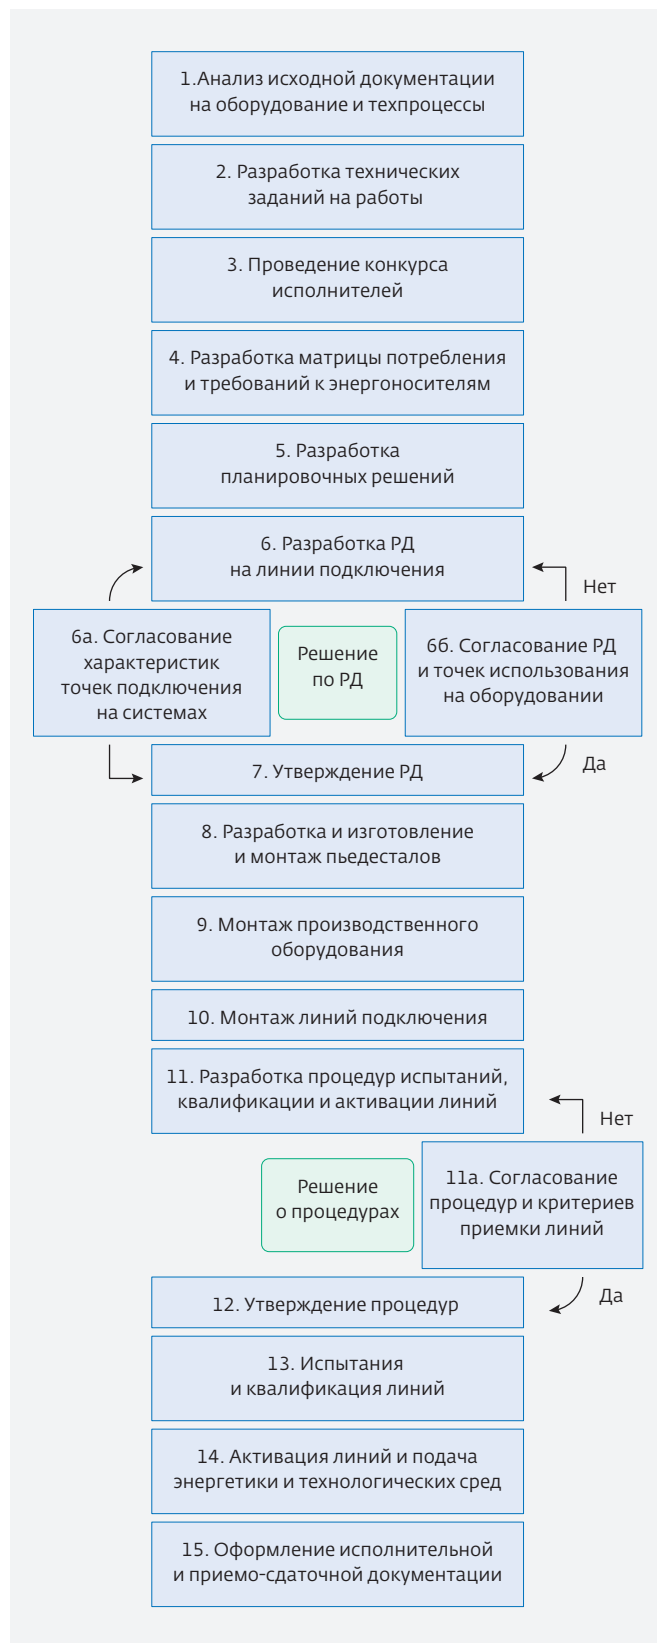 1.Анализ исходной документации
на оборудование и техпроцессы
2. Разработка технических
заданий на работы
3. Проведение конкурса
исполнителей
4. Разработка матрицы потребления
и требований к энергоносителям
5. Разработка
планировочных решений
6. Разработка РД
на линии подключения
Нет
6а. Согласование
характеристик
точек подключения
на системах
Решение
по РД
6б. Согласование РД
и точек использования
на оборудовании
Да
7. Утверждение РД
8. Разработка и изготовление
и монтаж пьедесталов
9. Монтаж производственного
оборудования
10. Монтаж линий подключения
11. Разработка процедур испытаний,
квалификации и активации линий
Нет
Решение
о процедурах
11а. Согласование
процедур и критериев
приемки линий
Да
12. Утверждение процедур
13. Испытания
и квалификация линий
14. Активация линий и подача
энергетики и технологических сред
15. Оформление исполнительной
и приемо-сдаточной документации